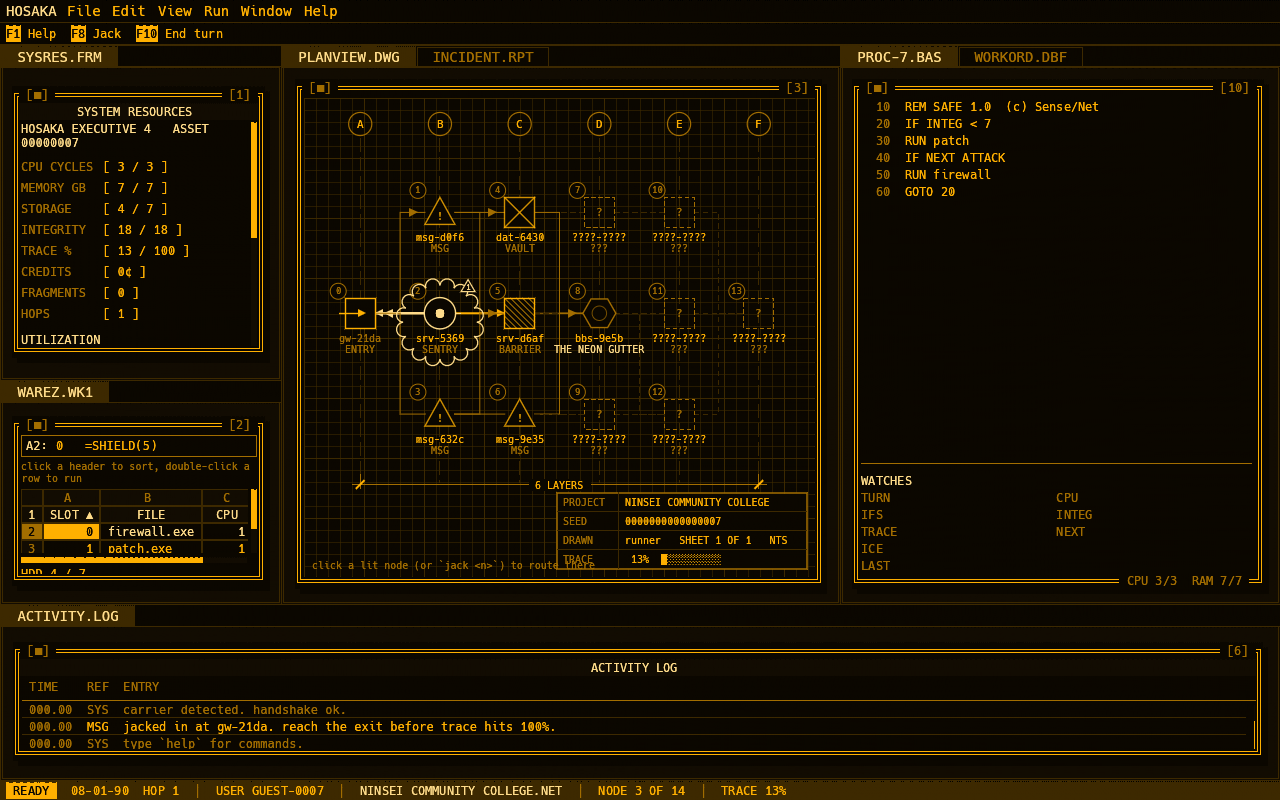 HOSAKA File Edit View Run Window Help
F1 Help F8 Jack F10 End turn
SYSRES.FRM
[■] [1]
SYSTEM RESOURCES
HOSAKA EXECUTIVE 4 ASSET
00000007
CPU CYCLES [ 3 / 3 ]
MEMORY GB [ 7 / 7 ]
STORAGE [ 4 / 7 ]
INTEGRITY [ 18 / 18 ]
TRACE % [ 13 / 100 ]
CREDITS [ 0¢ ]
FRAGMENTS [ 0 ]
HOPS [ 1 ]
UTILIZATION
WAREZ.WK1
[■] [2]
A2: 0 =SHIELD(5)
click a header to sort, double-click a
row to run
A B C
1 SLOT ▲ FILE CPU
2 0 firewall.exe 1
3 1 patch.exe 1
HDD 4 / 7
PLANVIEW.DWG INCIDENT.RPT
[■] [3]
A B C D E F
1 4 7 10
! ? ?
msg-d0f6 dat-6430 ????-???? ????-????
MSG VAULT ??? ???
0 2 1 5 8 11 13
? ?
gw-21da srv-5369 srv-d6af bbs-9e5b ????-???? ????-????
ENTRY SENTRY BARRIER THE NEON GUTTER ??? ???
3 6 9 12
! ! ? ?
msg-632c msg-9e35 ????-???? ????-????
MSG MSG ??? ???
6 LAYERS
PROJECT NINSEI COMMUNITY COLLEGE
SEED 0000000000000007
DRAWN runner SHEET 1 OF 1 NTS
TRACE 13%
click a lit node (or `jack <n>`) to route there
PROC-7.BAS WORKORD.DBF
[■] [10]
10 REM SAFE 1.0 (c) Sense/Net
20 IF INTEG < 7
30 RUN patch
40 IF NEXT ATTACK
50 RUN firewall
60 GOTO 20
WATCHES
TURN CPU
IFS INTEG
TRACE NEXT
ICE
LAST
CPU 3/3 RAM 7/7
ACTIVITY.LOG
[■] [6]
ACTIVITY LOG
TIME REF ENTRY
000.00 SYS carrier detected. handshake ok.
000.00 MSG jacked in at gw-21da. reach the exit before trace hits 100%.
000.00 SYS type `help` for commands.
READY 08-01-90 HOP 1 │ USER GUEST-0007 │ NINSEI COMMUNITY COLLEGE.NET │ NODE 3 OF 14 │ TRACE 13%